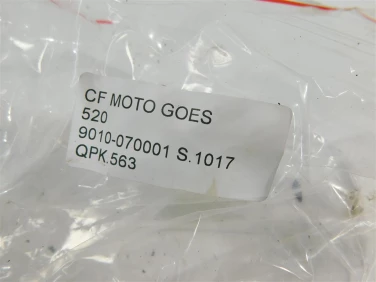 CF MOTO GOES
520
9010-070001 S.1017
QPK.563